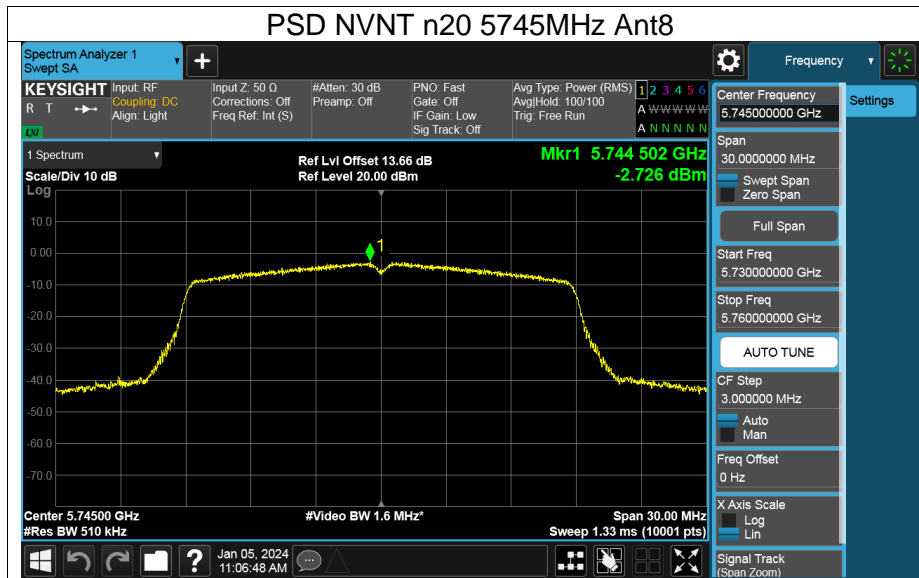 PSD NVNT n20 5745MHz Ant8
Spectrum Analyzer 1
Swept SA
+
Frequency
KEYSIGHT
R T
LXI
Input: RF
Coupling: DC
Align: Light
Input Z: 50 Ω
Corrections: Off
Freq Ref: Int (S)
#Atten: 30 dB
Preamp: Off
PNO: Fast
Gate: Off
IF Gain: Low
Sig Track: Off
Avg Type: Power (RMS)
Avg|Hold: 100/100
Trig: Free Run
1 2 3 4 5 6
A W W W W W
A N N N N N
Center Frequency
5.745000000 GHz
Settings
Span
30.0000000 MHz
Swept Span
Zero Span
Full Span
Start Freq
5.730000000 GHz
Stop Freq
5.760000000 GHz
AUTO TUNE
CF Step
3.000000 MHz
Auto
Man
Freq Offset
0 Hz
X Axis Scale
Log
Lin
Signal Track
(Span Zoom)
1 Spectrum
Scale/Div 10 dB
Log
Ref Lvl Offset 13.66 dB
Ref Level 20.00 dBm
Mkr1 5.744 502 GHz
-2.726 dBm
1
10.0
0.00
-10.0
-20.0
-30.0
-40.0
-50.0
-60.0
-70.0
Center 5.74500 GHz
#Res BW 510 kHz
#Video BW 1.6 MHz*
Span 30.00 MHz
Sweep 1.33 ms (10001 pts)
?
Jan 05, 2024
11:06:48 AM